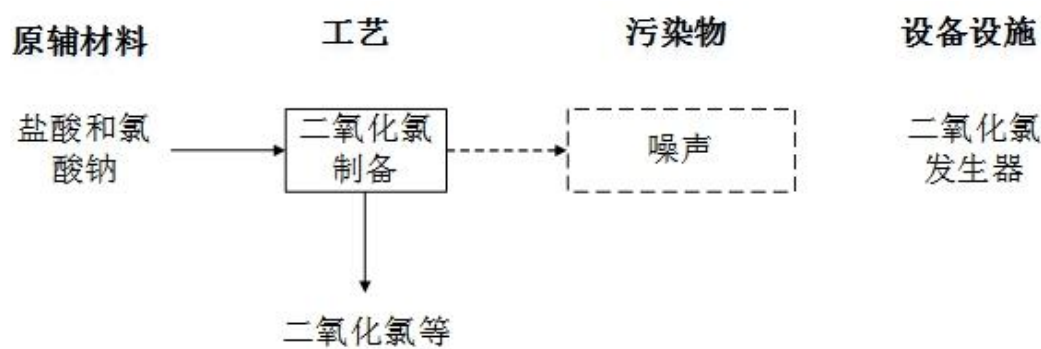 原辅材料 工艺 污染物 设备设施
盐酸和氯
酸钠
二氧化氯
制备
噪声
二氧化氯
发生器
二氧化氯等